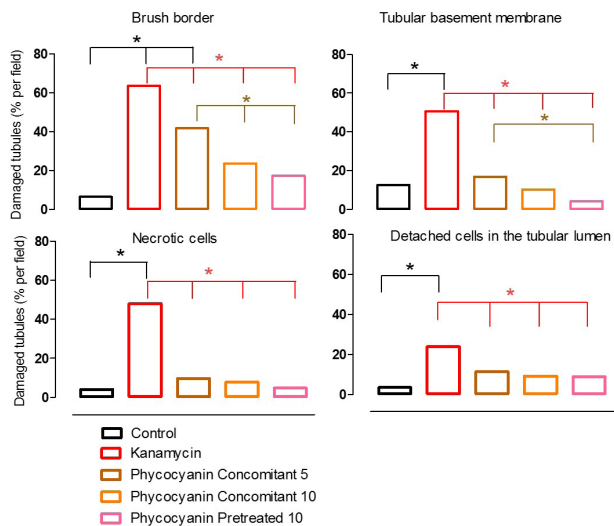 Brush border
Tubular basement membrane
Damaged tubules (% per field)
80
60
40
20
0
*
*
*
80
60
40
20
0
*
*
*
Necrotic cells
Detached cells in the tubular lumen
Damaged tubules (% per field)
80
60
40
20
0
*
*
80
60
40
20
0
*
*
Control
Kanamycin
Phycocyanin Concomitant 5
Phycocyanin Concomitant 10
Phycocyanin Pretreated 10